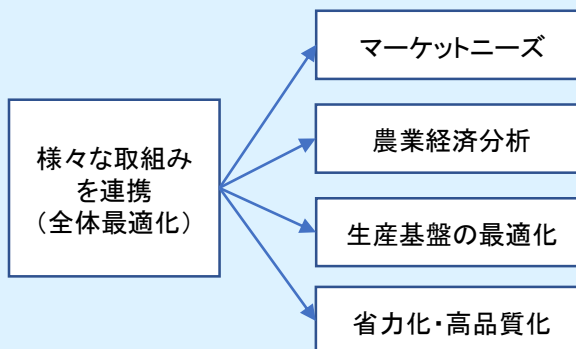 様々な取組み
を連携
（全体最適化）
マーケットニーズ
農業経済分析
生産基盤の最適化
省力化・高品質化